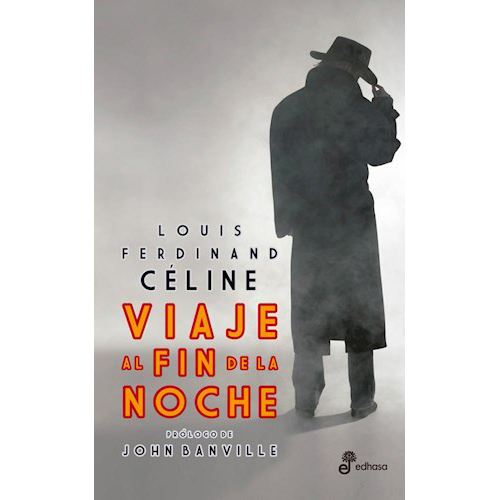 LOUIS
FERDINAND
CÉLINE
VIAJE
AL FIN DE LA
NOCHE
PRÓLOGO DE
JOHN BANVILLE
edhasa